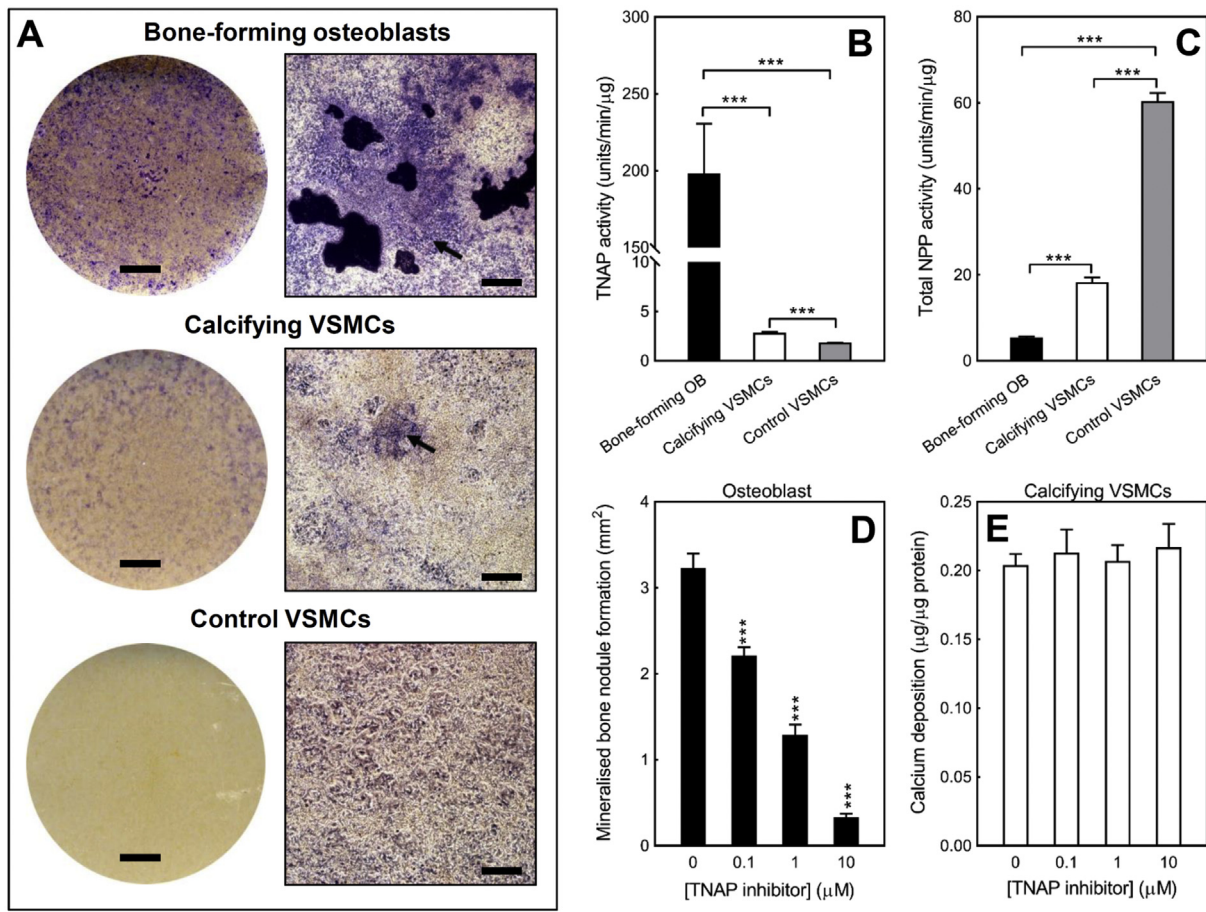 A
Bone-forming osteoblasts
Calcifying VSMCs
Control VSMCs
B
TNAP activity (units/min/μg)
300
250
200
150
10
5
0
***
***
***
Bone-forming OB
Calcifying VSMCs
Control VSMCs
C
Total NPP activity (units/min/μg)
80
60
40
20
0
***
***
***
Bone-forming OB
Calcifying VSMCs
Control VSMCs
Osteoblast
D
Mineralised bone nodule formation (mm²)
4
3
2
1
0
***
***
***
0 0.1 1 10
[TNAP inhibitor] (μM)
Calcifying VSMCs
E
Calcium deposition (μg/μg protein)
0.25
0.20
0.15
0.10
0.05
0.00
0 0.1 1 10
[TNAP inhibitor] (μM)